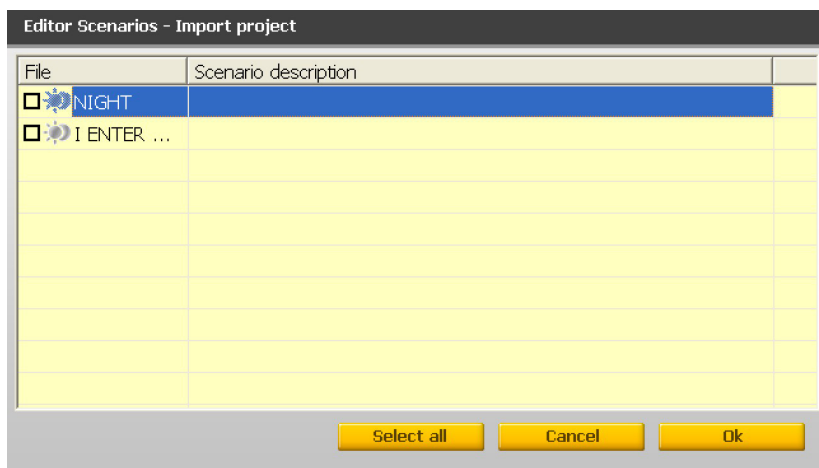 Editor Scenarios - Import project
File Scenario description
NIGHT
I ENTER ...
Select all Cancel Ok